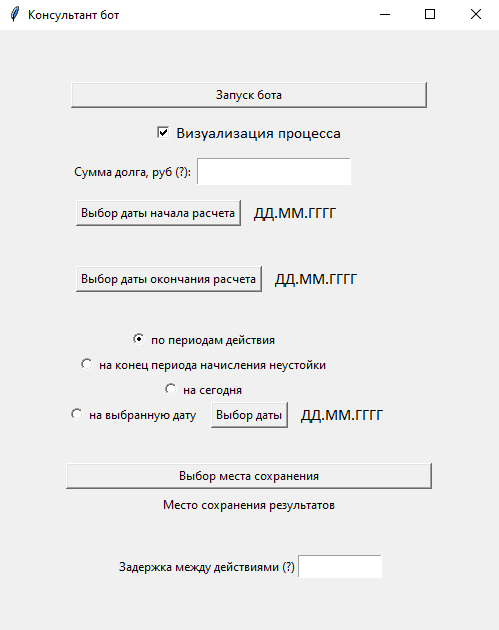 Консультант бот
Запуск бота
Визуализация процесса
Сумма долга, руб (?):
Выбор даты начала расчета ДД.ММ.ГГГГ
Выбор даты окончания расчета ДД.ММ.ГГГГ
по периодам действия
на конец периода начисления неустойки
на сегодня
на выбранную дату Выбор даты ДД.ММ.ГГГГ
Выбор места сохранения
Место сохранения результатов
Задержка между действиями (?)